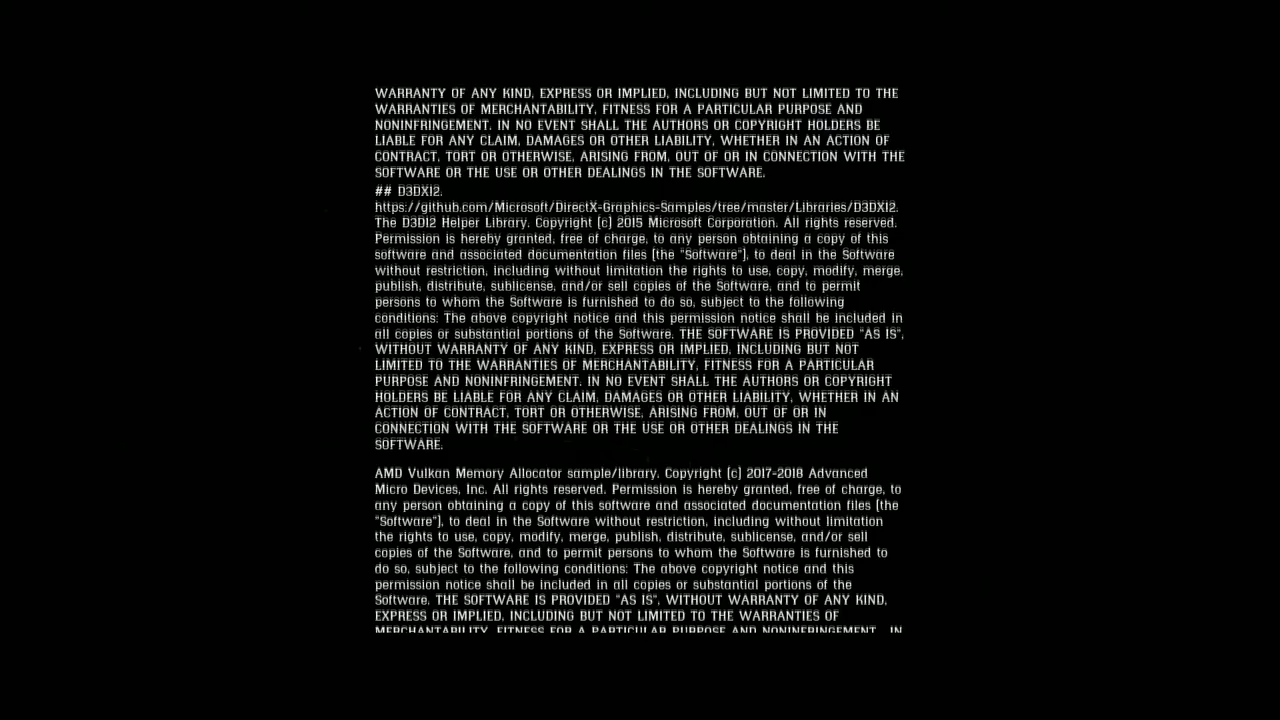 WARRANTY OF ANY KIND, EXPRESS OR IMPLIED, INCLUDING BUT NOT LIMITED TO THE
WARRANTIES OF MERCHANTABILITY, FITNESS FOR A PARTICULAR PURPOSE AND
NONINFRINGEMENT. IN NO EVENT SHALL THE AUTHORS OR COPYRIGHT HOLDERS BE
LIABLE FOR ANY CLAIM, DAMAGES OR OTHER LIABILITY, WHETHER IN AN ACTION OF
CONTRACT, TORT OR OTHERWISE, ARISING FROM, OUT OF OR IN CONNECTION WITH THE
SOFTWARE OR THE USE OR OTHER DEALINGS IN THE SOFTWARE.
## D3DX12.
https://github.com/Microsoft/DirectX-Graphics-Samples/tree/master/Libraries/D3DX12.
The D3D12 Helper Library. Copyright (c) 2015 Microsoft Corporation. All rights reserved.
Permission is hereby granted, free of charge, to any person obtaining a copy of this
software and associated documentation files (the "Software"), to deal in the Software
without restriction, including without limitation the rights to use, copy, modify, merge,
publish, distribute, sublicense, and/or sell copies of the Software, and to permit
persons to whom the Software is furnished to do so, subject to the following
conditions: The above copyright notice and this permission notice shall be included in
all copies or substantial portions of the Software. THE SOFTWARE IS PROVIDED "AS IS",
WITHOUT WARRANTY OF ANY KIND, EXPRESS OR IMPLIED, INCLUDING BUT NOT
LIMITED TO THE WARRANTIES OF MERCHANTABILITY, FITNESS FOR A PARTICULAR
PURPOSE AND NONINFRINGEMENT. IN NO EVENT SHALL THE AUTHORS OR COPYRIGHT
HOLDERS BE LIABLE FOR ANY CLAIM, DAMAGES OR OTHER LIABILITY, WHETHER IN AN
ACTION OF CONTRACT, TORT OR OTHERWISE, ARISING FROM, OUT OF OR IN
CONNECTION WITH THE SOFTWARE OR THE USE OR OTHER DEALINGS IN THE
SOFTWARE.
AMD Vulkan Memory Allocator sample/library. Copyright (c) 2017-2018 Advanced
Micro Devices, Inc. All rights reserved. Permission is hereby granted, free of charge, to
any person obtaining a copy of this software and associated documentation files (the
"Software"), to deal in the Software without restriction, including without limitation
the rights to use, copy, modify, merge, publish, distribute, sublicense, and/or sell
copies of the Software, and to permit persons to whom the Software is furnished to
do so, subject to the following conditions: The above copyright notice and this
permission notice shall be included in all copies or substantial portions of the
Software. THE SOFTWARE IS PROVIDED "AS IS", WITHOUT WARRANTY OF ANY KIND,
EXPRESS OR IMPLIED, INCLUDING BUT NOT LIMITED TO THE WARRANTIES OF
MERCHANTABILITY, FITNESS FOR A PARTICULAR PURPOSE AND NONINFRINGEMENT. IN